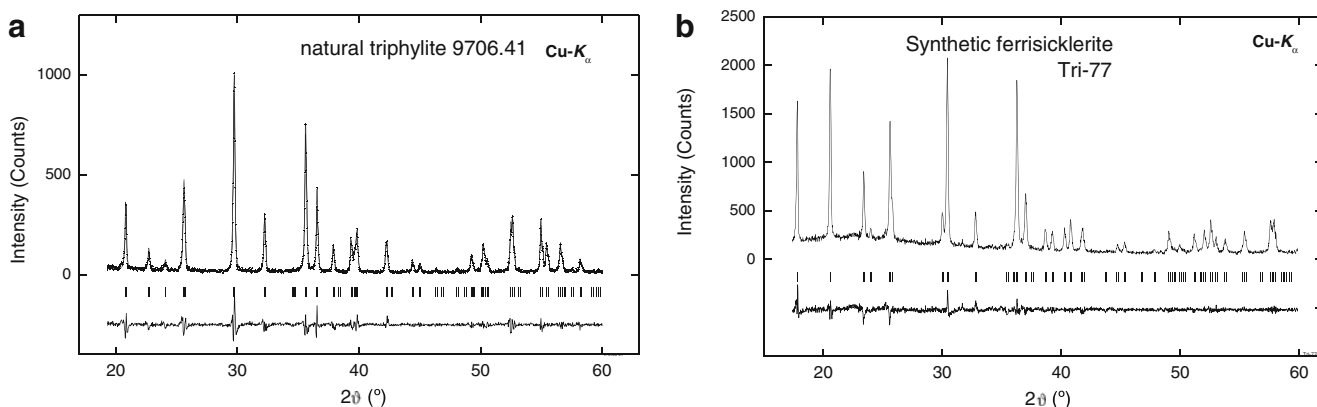 a
natural triphylite 9706.41 Cu-Kα
1000
500
0
Intensity (Counts)
20 30 40 50 60
2ϑ (°)
b
2500
Synthetic ferrisicklerite Cu-Kα
Tri-77
2000
1500
1000
500
0
Intensity (Counts)
20 30 40 50 60
2ϑ (°)